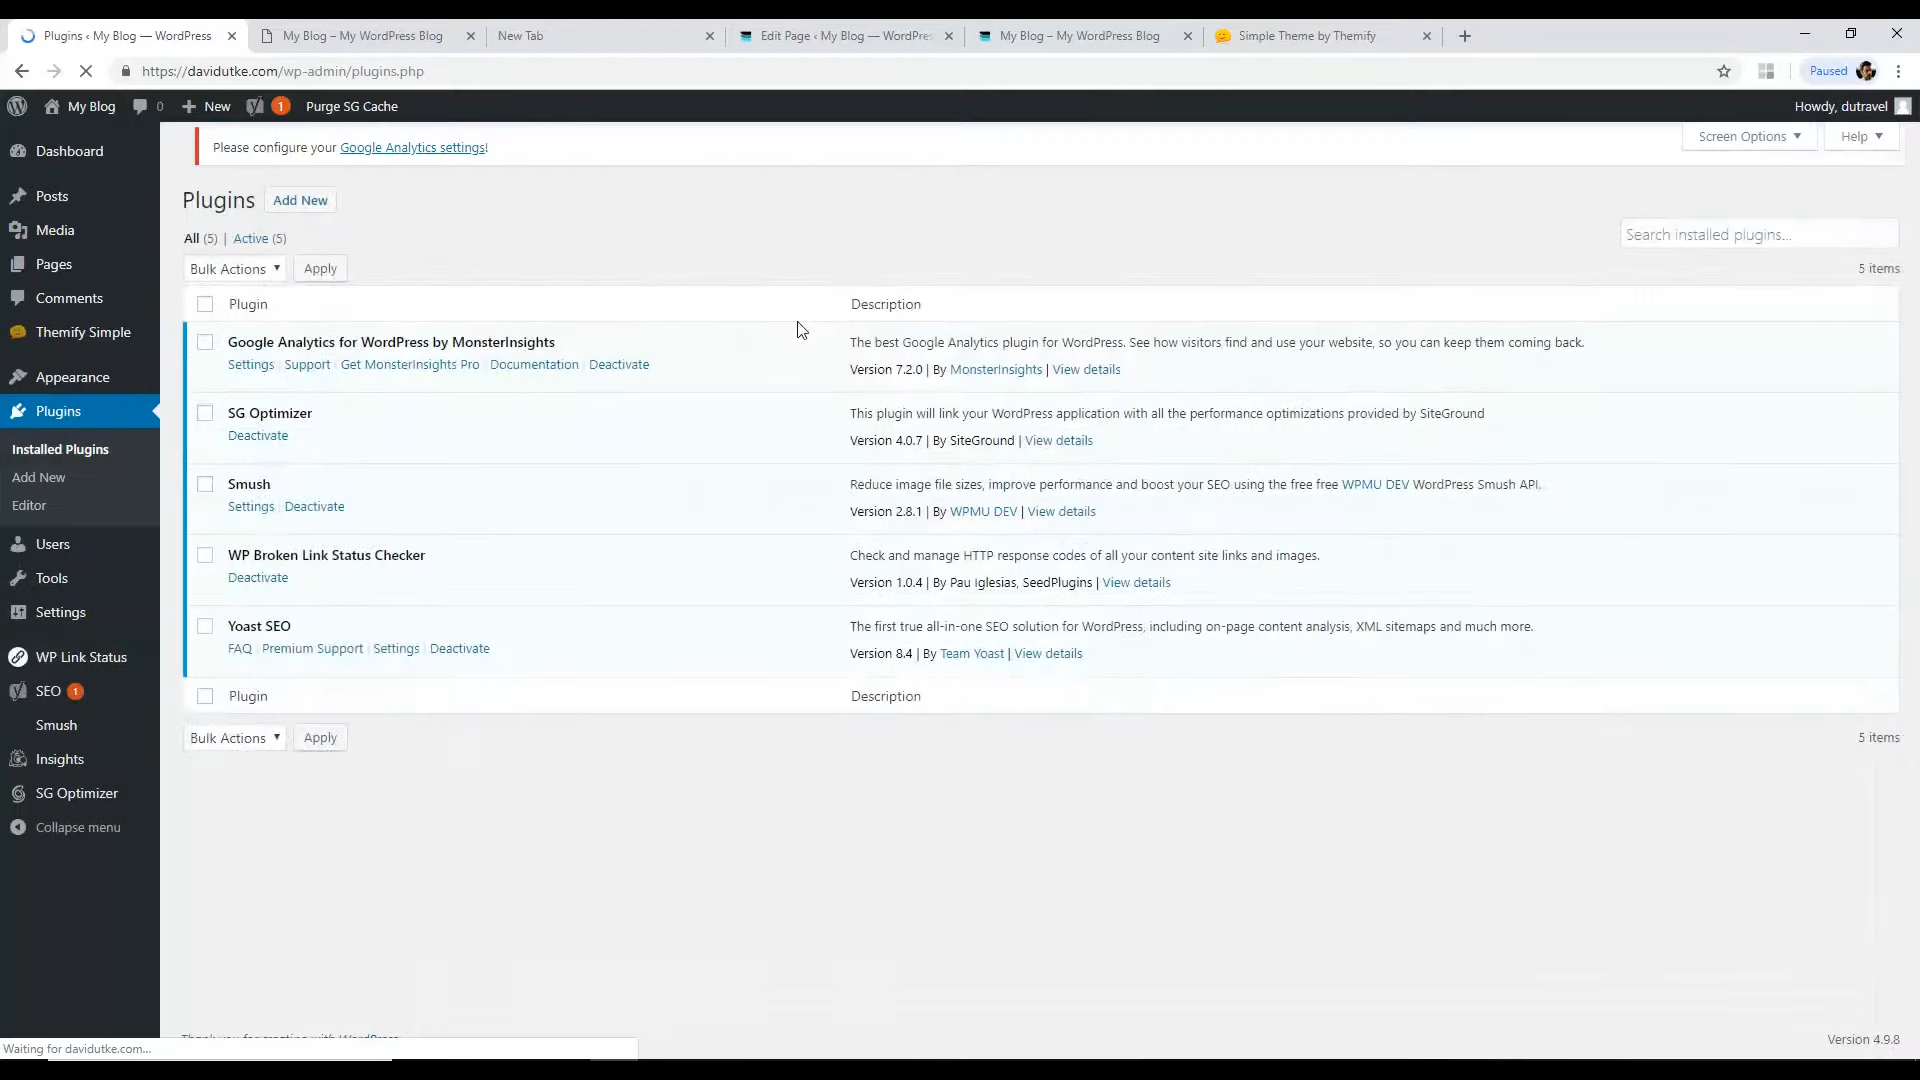 Plugins ‹ My Blog — WordPress
My Blog – My WordPress Blog
New Tab
Edit Page ‹ My Blog — WordPre
My Blog – My WordPress Blog
Simple Theme by Themify
https://davidutke.com/wp-admin/plugins.php
Paused
My Blog 0 New 1 Purge SG Cache
Howdy, dutravel
Dashboard
Posts
Media
Pages
Comments
Themify Simple
Appearance
Plugins
Installed Plugins
Add New
Editor
Users
Tools
Settings
WP Link Status
SEO 1
Smush
Insights
SG Optimizer
Collapse menu
Please configure your Google Analytics settings!
Screen Options
Help
Plugins Add New
All (5) | Active (5)
Search installed plugins...
Bulk Actions Apply
5 items
Plugin Description
Google Analytics for WordPress by MonsterInsights
Settings | Support | Get MonsterInsights Pro | Documentation | Deactivate
The best Google Analytics plugin for WordPress. See how visitors find and use your website, so you can keep them coming back.
Version 7.2.0 | By MonsterInsights | View details
SG Optimizer
Deactivate
This plugin will link your WordPress application with all the performance optimizations provided by SiteGround
Version 4.0.7 | By SiteGround | View details
Smush
Settings | Deactivate
Reduce image file sizes, improve performance and boost your SEO using the free free WPMU DEV WordPress Smush API.
Version 2.8.1 | By WPMU DEV | View details
WP Broken Link Status Checker
Deactivate
Check and manage HTTP response codes of all your content site links and images.
Version 1.0.4 | By Pau Iglesias, SeedPlugins | View details
Yoast SEO
FAQ | Premium Support | Settings | Deactivate
The first true all-in-one SEO solution for WordPress, including on-page content analysis, XML sitemaps and much more.
Version 8.4 | By Team Yoast | View details
Plugin Description
Bulk Actions Apply
5 items
Thank you for creating with WordPress.
Version 4.9.8
Waiting for davidutke.com...